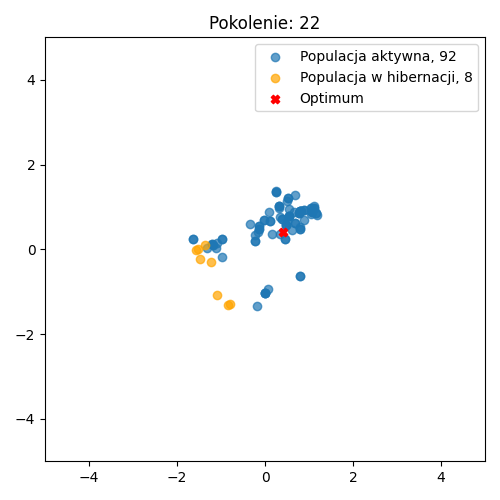 Pokolenie: 22
Populacja aktywna, 92
Populacja w hibernacji, 8
Optimum
4
2
0
−2
−4
−4
−2
0
2
4